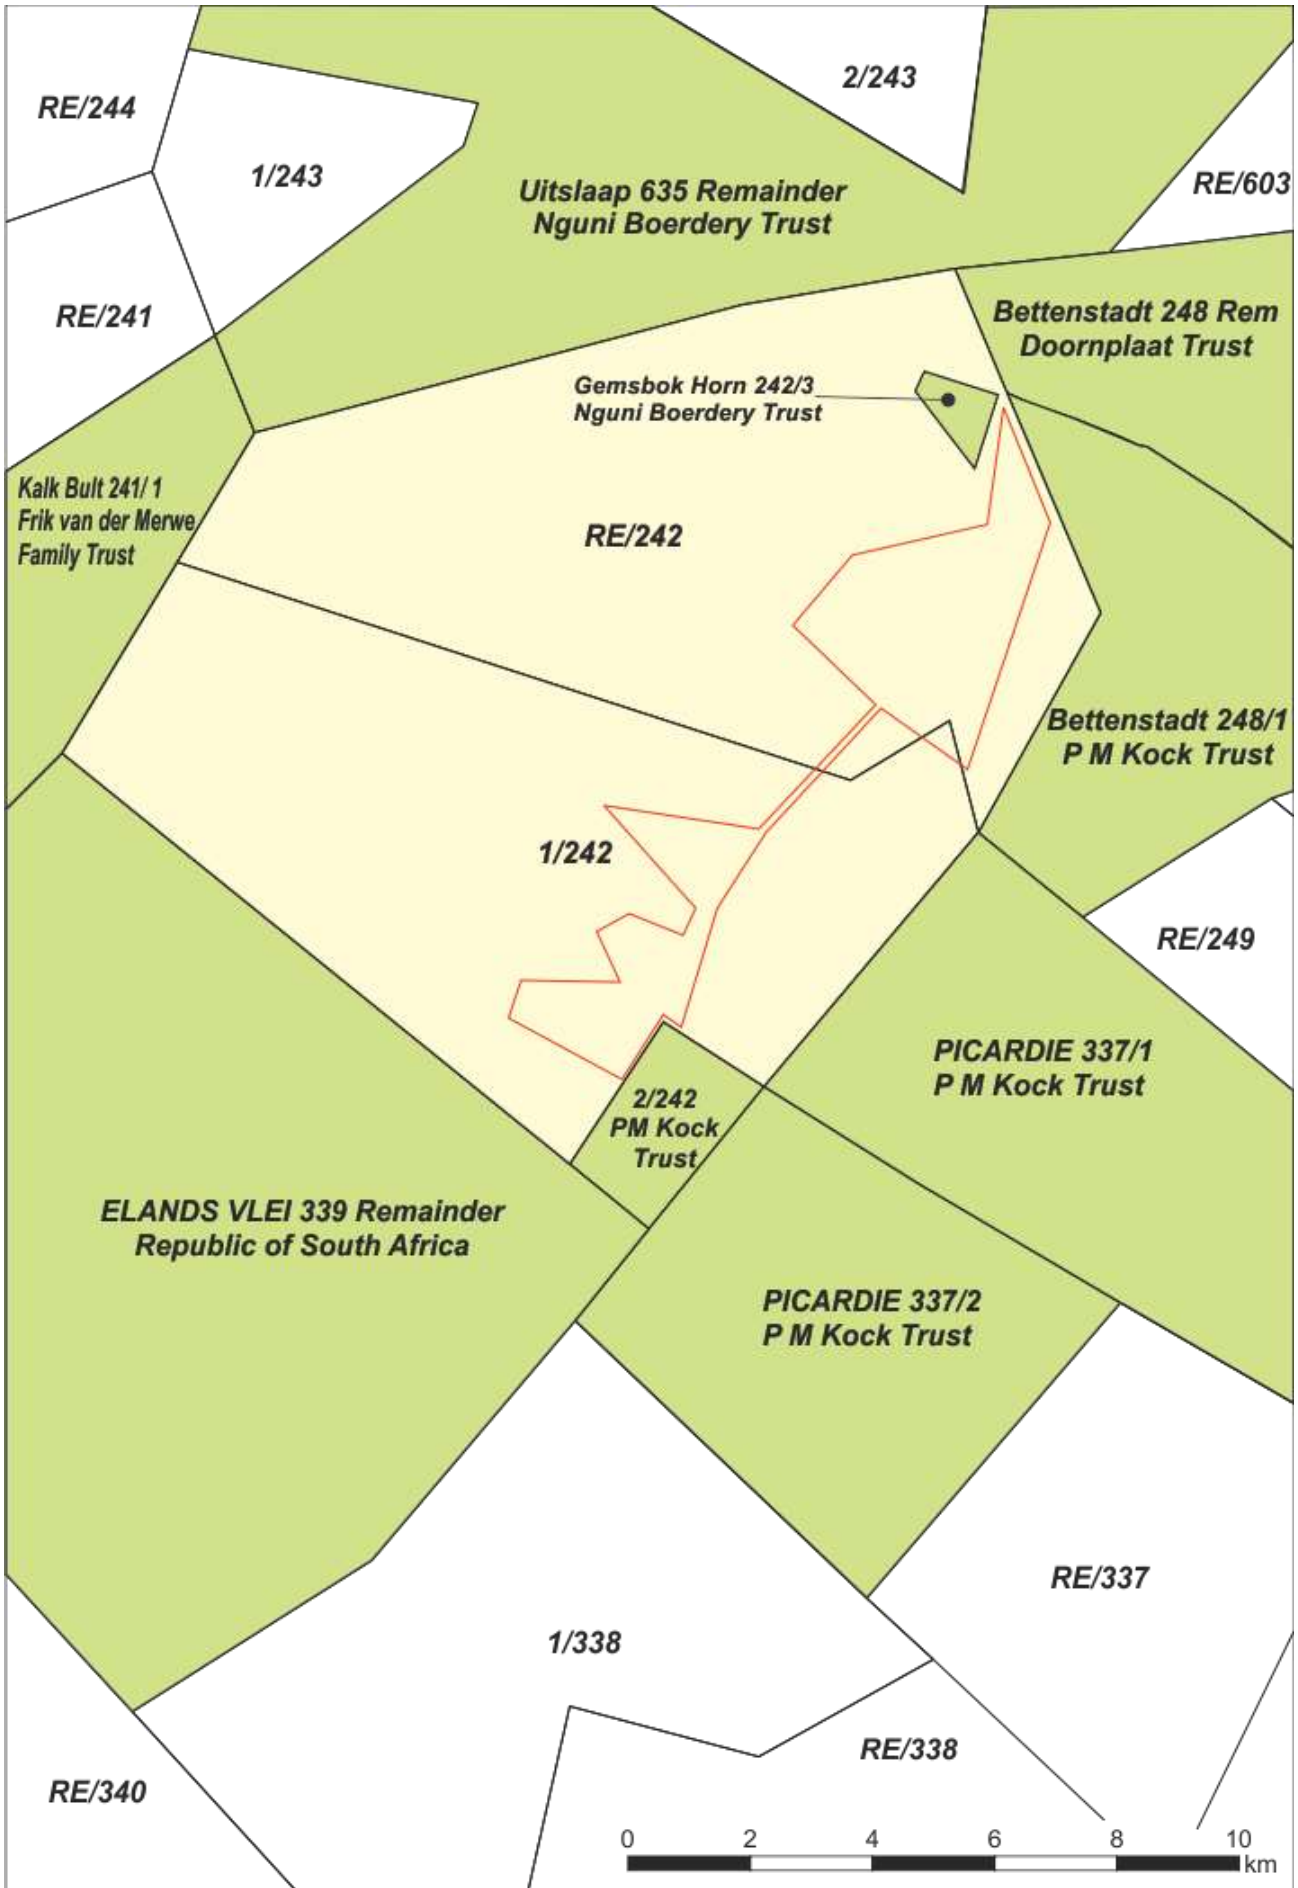 2/243
RE/244
1/243
RE/603
Uitslaap 635 Remainder
Nguni Boerdery Trust
RE/241
Bettenstadt 248 Rem
Doornplaat Trust
Gemsbok Horn 242/3
Nguni Boerdery Trust
Kalk Bult 241/ 1
Frik van der Merwe
Family Trust
RE/242
Bettenstadt 248/1
P M Kock Trust
1/242
RE/249
PICARDIE 337/1
P M Kock Trust
2/242
PM Kock
Trust
ELANDS VLEI 339 Remainder
Republic of South Africa
PICARDIE 337/2
P M Kock Trust
RE/337
1/338
RE/338
RE/340
0 2 4 6 8 10
km